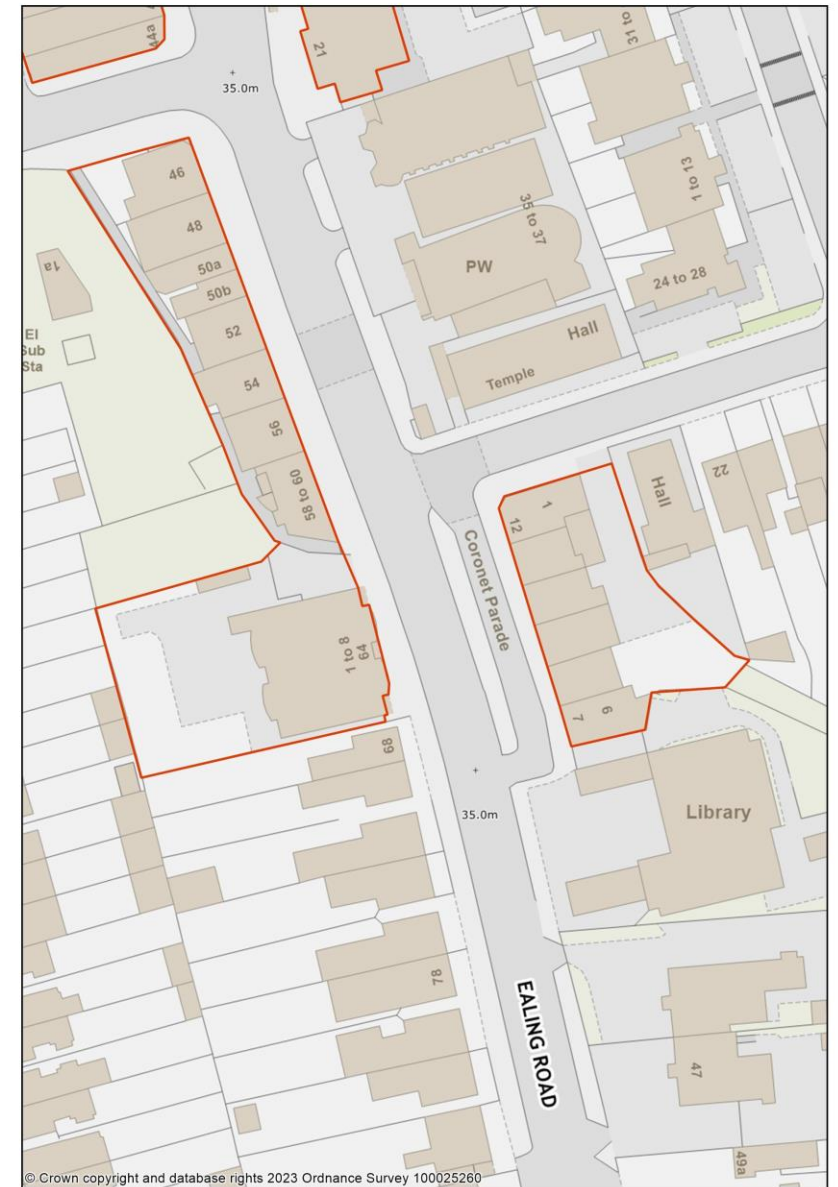 44a
21
31 to
35.0m
46
48
50a
50b
52
54
56
58 to 60
1a
El
Sub
Sta
35 to 37
PW
1 to 13
24 to 28
Temple
Hall
Hall
22
1
12
Coronet Parade
6
7
1 to 8
64
68
35.0m
Library
78
EALING ROAD
47
49a
© Crown copyright and database rights 2023 Ordnance Survey 100025260